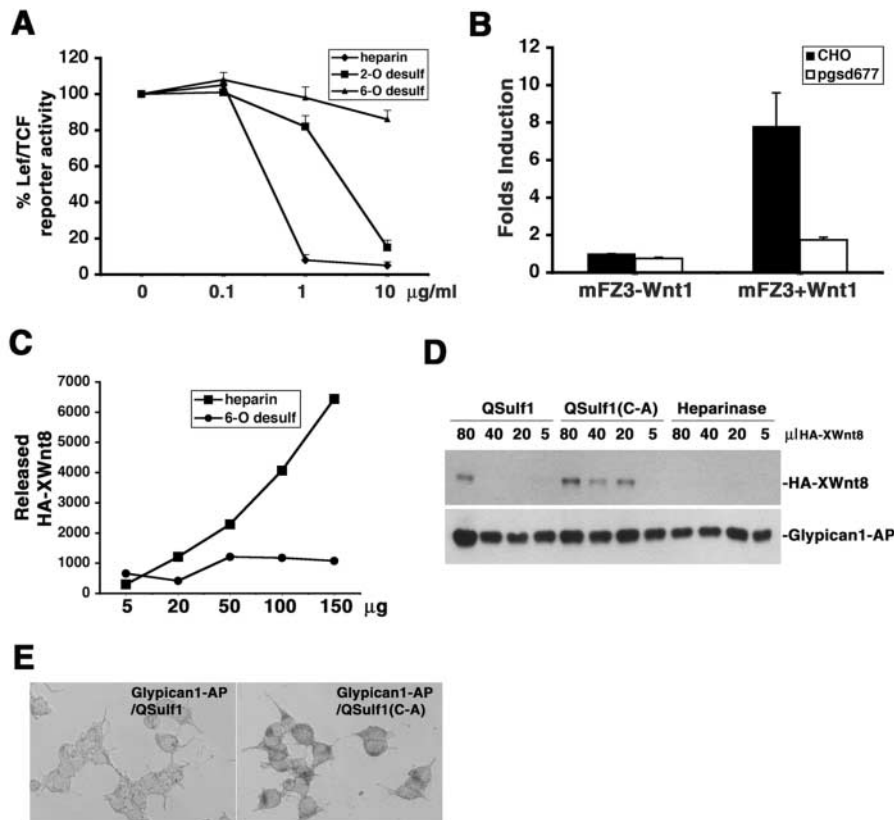 A
heparin
2-O desulf
6-O desulf
120
100
80
60
40
20
0
% Lef/TCF
reporter activity
0 0.1 1 10 µg/ml
B
CHO
pgsd677
12
10
8
6
4
2
0
Folds Induction
mFZ3-Wnt1 mFZ3+Wnt1
C
heparin
6-O desulf
7000
6000
5000
4000
3000
2000
1000
0
Released
HA-XWnt8
5 20 50 100 150 µg
D
QSulf1 QSulf1(C-A) Heparinase
80 40 20 5 80 40 20 5 80 40 20 5 µl HA-XWnt8
-HA-XWnt8
-Glypican1-AP
E
Glypican1-AP
/QSulf1
Glypican1-AP
/QSulf1(C-A)